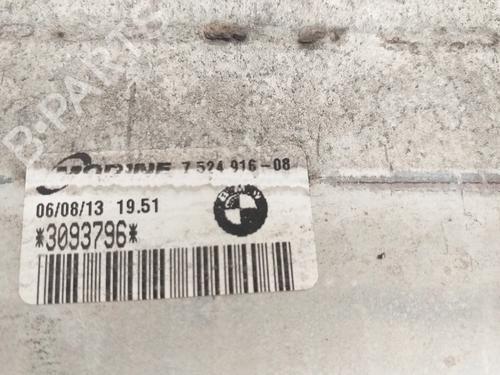 B-PARTS
MODINE 7 524 916-08
06/08/13 19.51
BMW
*3093796*